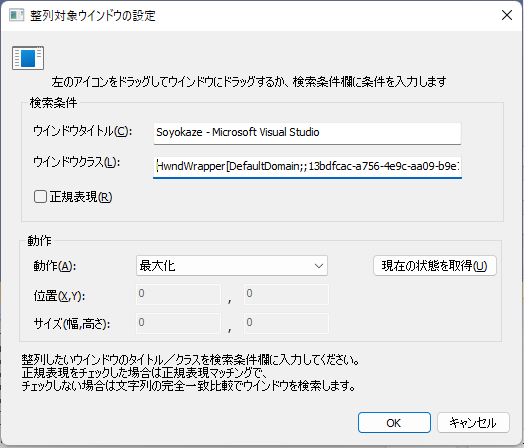 整列対象ウインドウの設定
左のアイコンをドラッグしてウインドウにドラッグするか、検索条件欄に条件を入力します
検索条件
ウインドウタイトル(C):
Soyokaze - Microsoft Visual Studio
ウインドウクラス(L):
HwndWrapper[DefaultDomain;;13bdfcac-a756-4e9c-aa09-b9e
正規表現(R)
動作
動作(A):
最大化
現在の状態を取得(U)
位置(X,Y):
0 , 0
サイズ(幅,高さ):
0 , 0
整列したいウインドウのタイトル／クラスを検索条件欄に入力してください。
正規表現をチェックした場合は正規表現マッチングで、
チェックしない場合は文字列の完全一致比較でウインドウを検索します。
OK
キャンセル